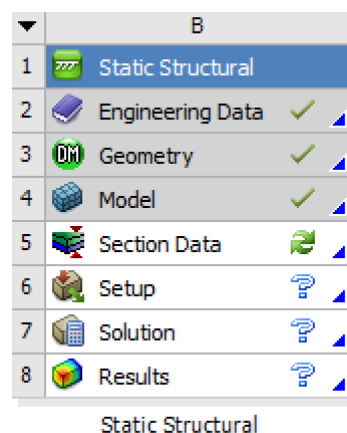 B
1 Static Structural
2 Engineering Data
3 DM Geometry
4 Model
5 Section Data
6 Setup ?
7 Solution ?
8 Results ?
Static Structural